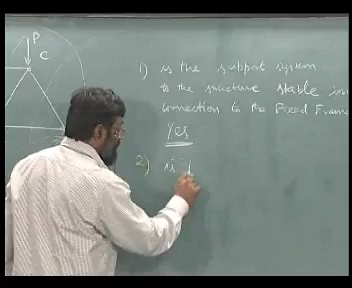 P
C
1) is the support system
to the structure stable in
connection to the Fixed Frame
Yes
2)